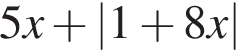 5x + |1 + 8x|